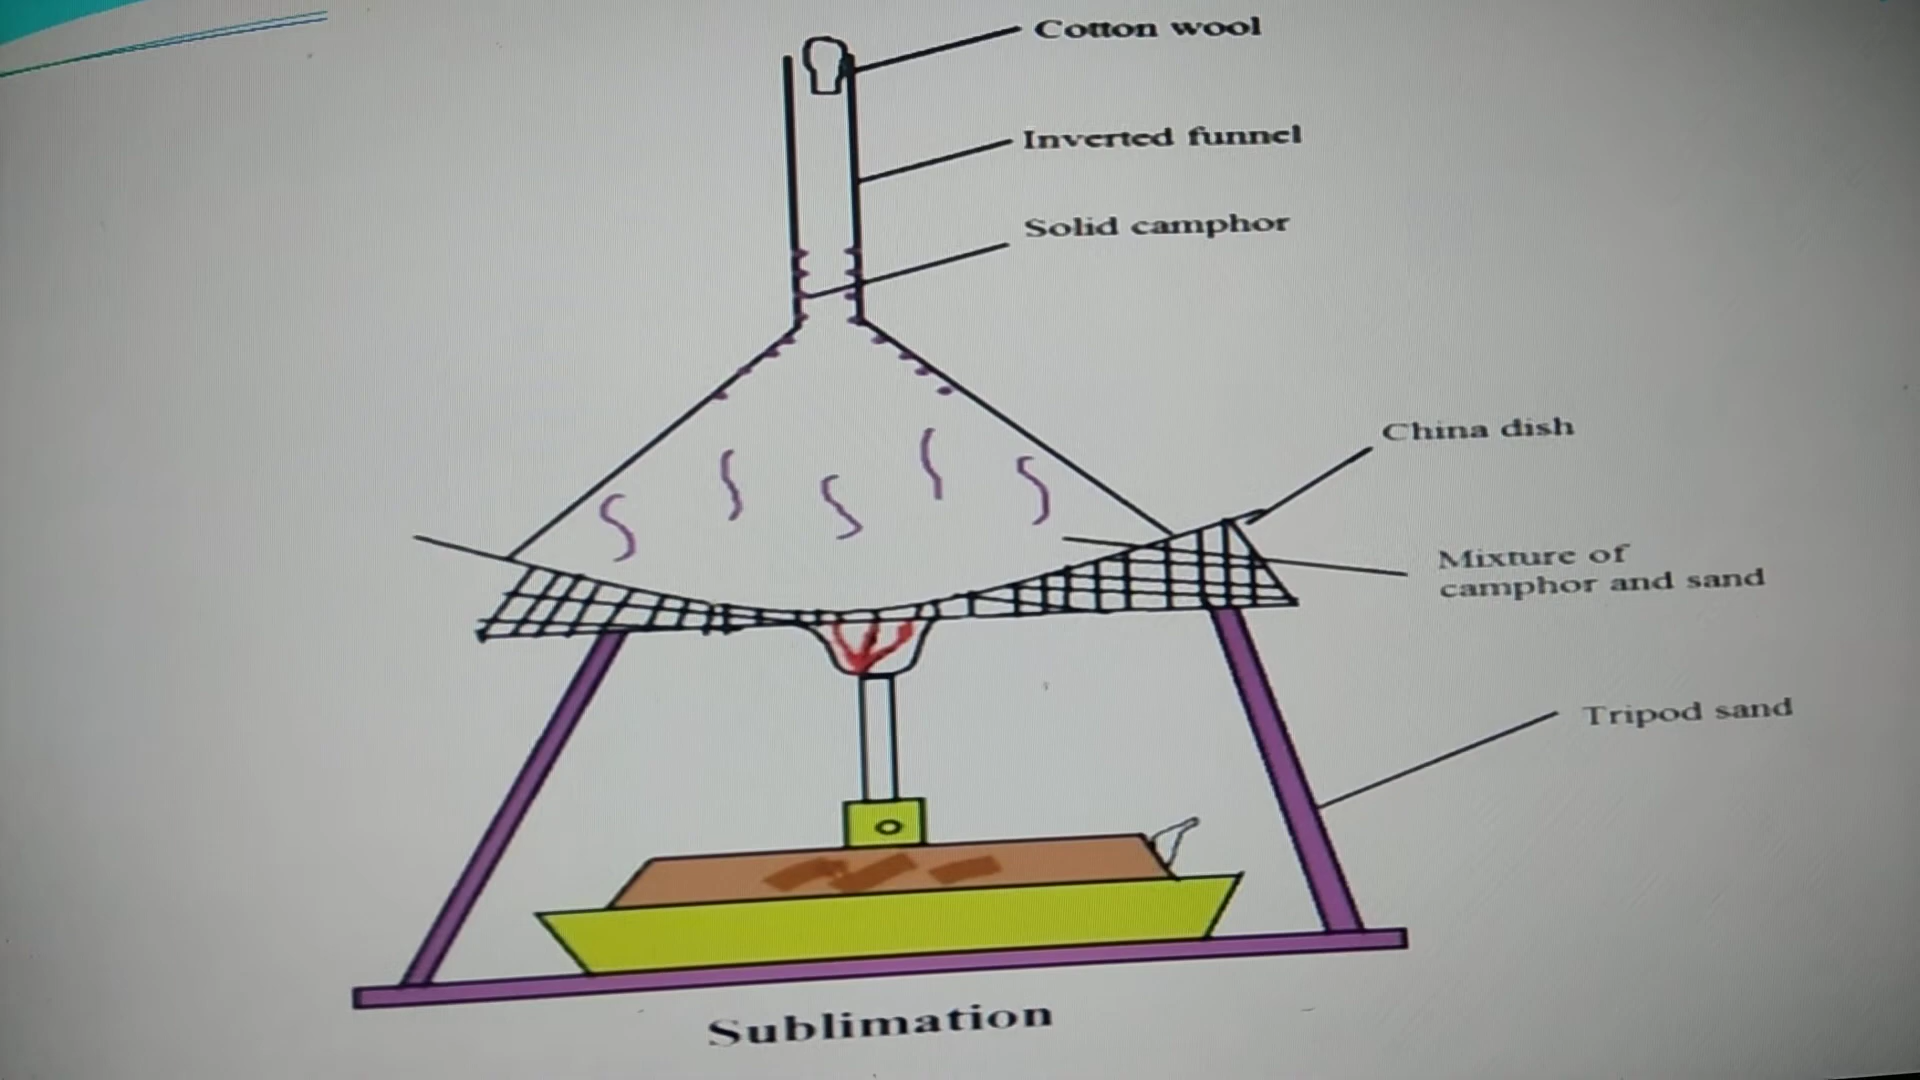 Cotton wool
Inverted funnel
Solid camphor
China dish
Mixture of
camphor and sand
Tripod sand
Sublimation